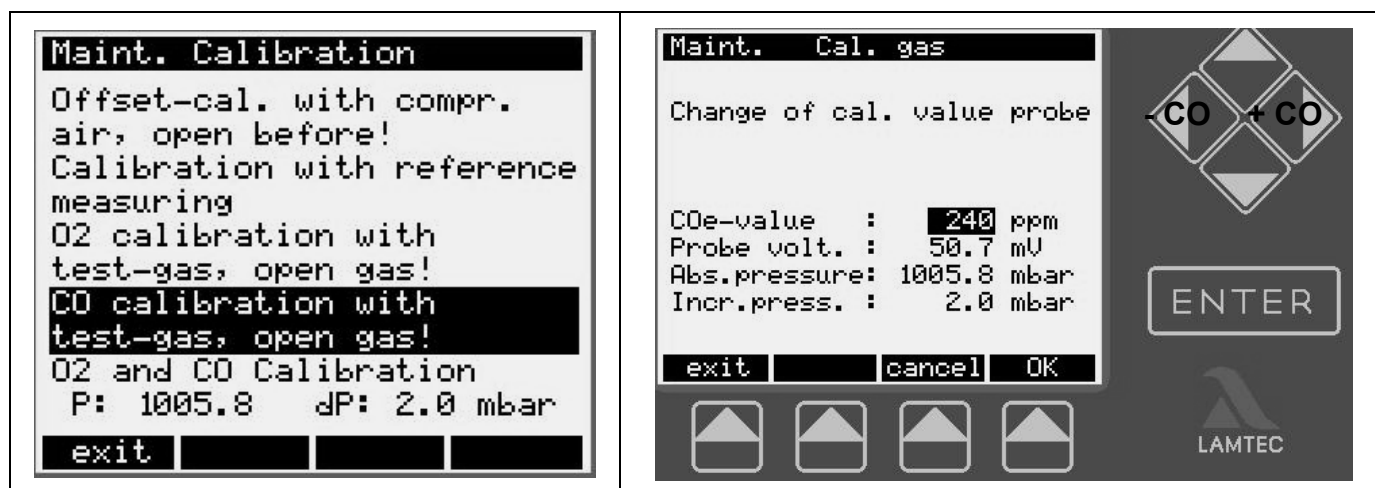 Maint. Calibration
Offset-cal. with compr.
air, open before!
Calibration with reference
measuring
O2 calibration with
test-gas, open gas!
CO calibration with
test-gas, open gas!
O2 and CO Calibration
P: 1005.8 dP: 2.0 mbar
exit
Maint. Cal. gas
Change of cal. value probe
COe-value : 240 ppm
Probe volt. : 50.7 mV
Abs.pressure: 1005.8 mbar
Incr.press. : 2.0 mbar
exit cancel OK
- CO + CO
ENTER
LAMTEC